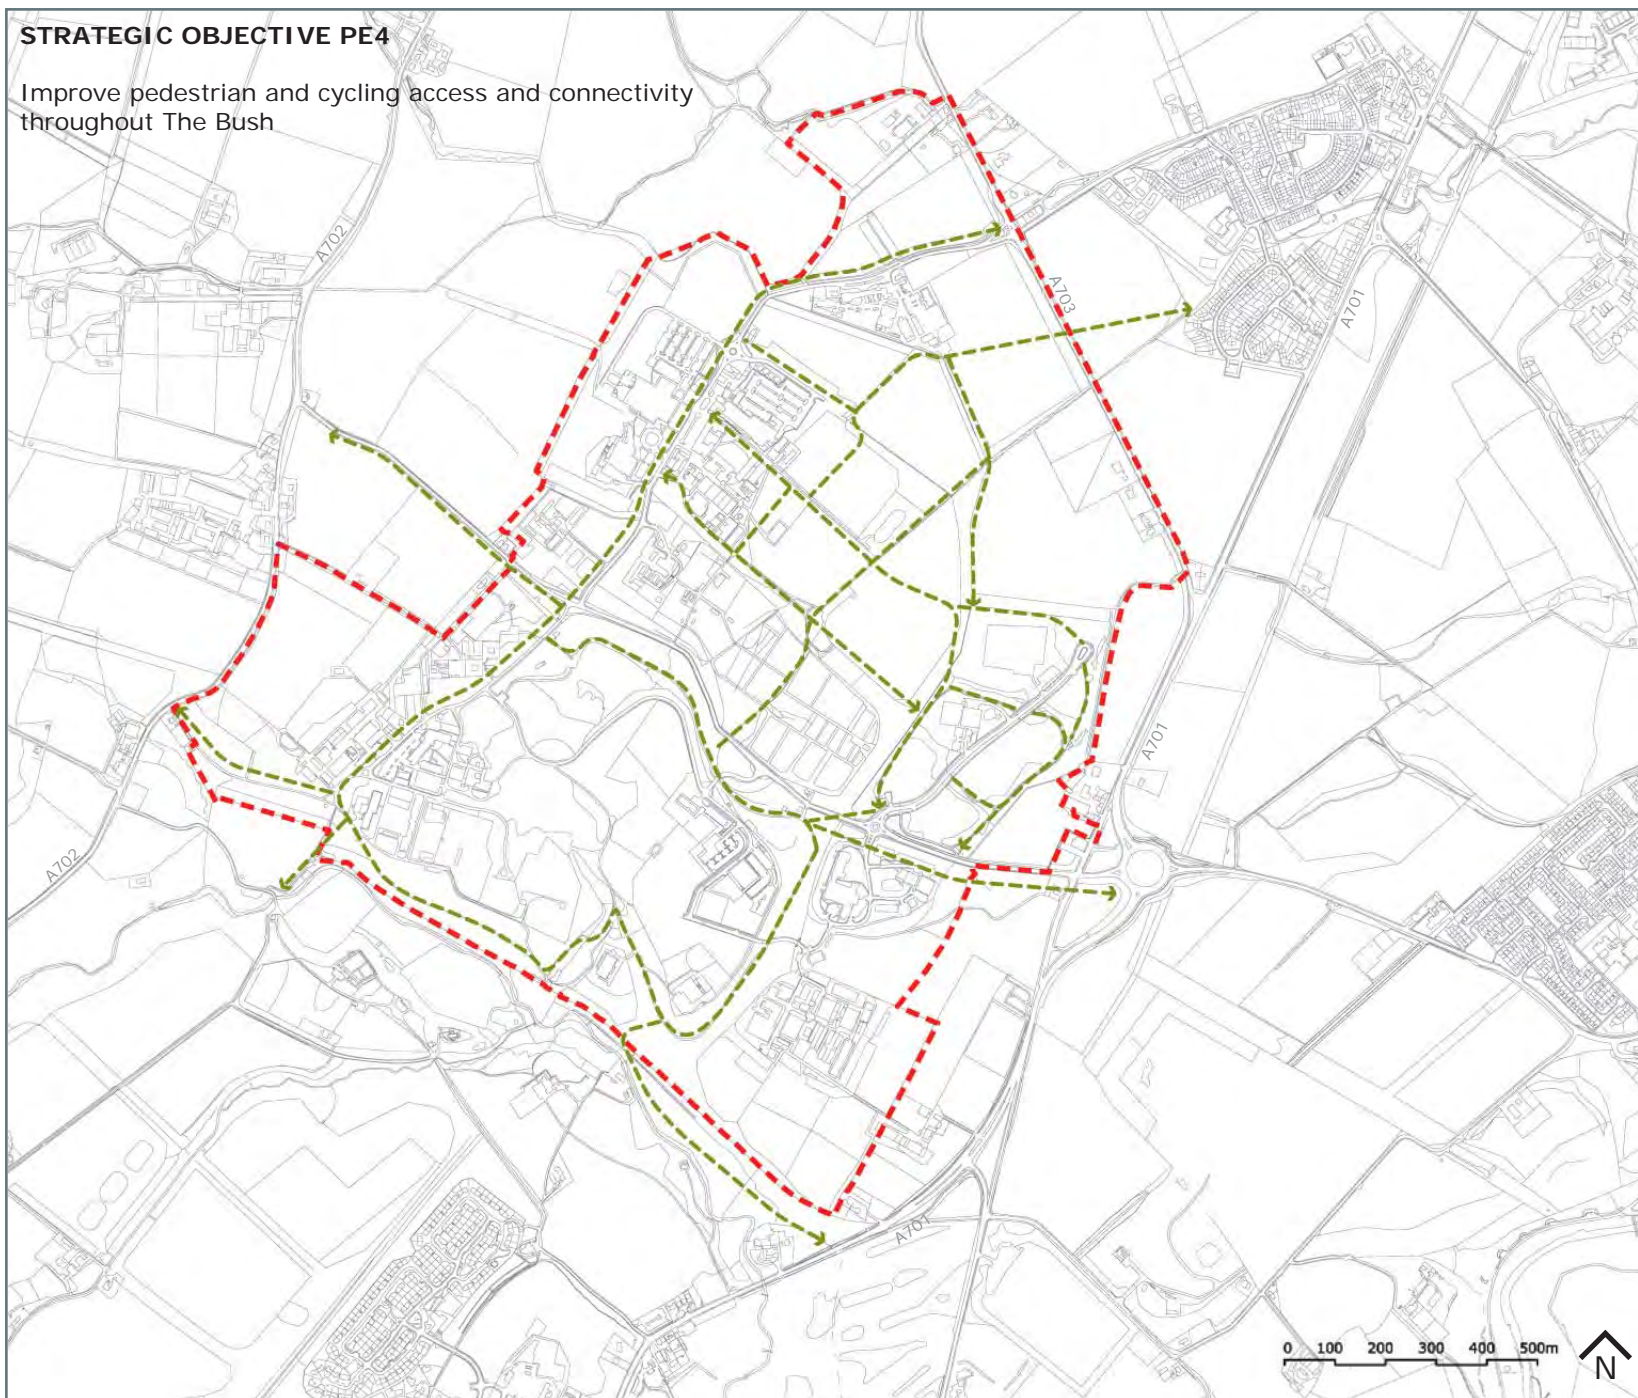 STRATEGIC OBJECTIVE PE4
Improve pedestrian and cycling access and connectivity
throughout The Bush
A702
A703
A701
A701
A702
A701
0 100 200 300 400 500m
N